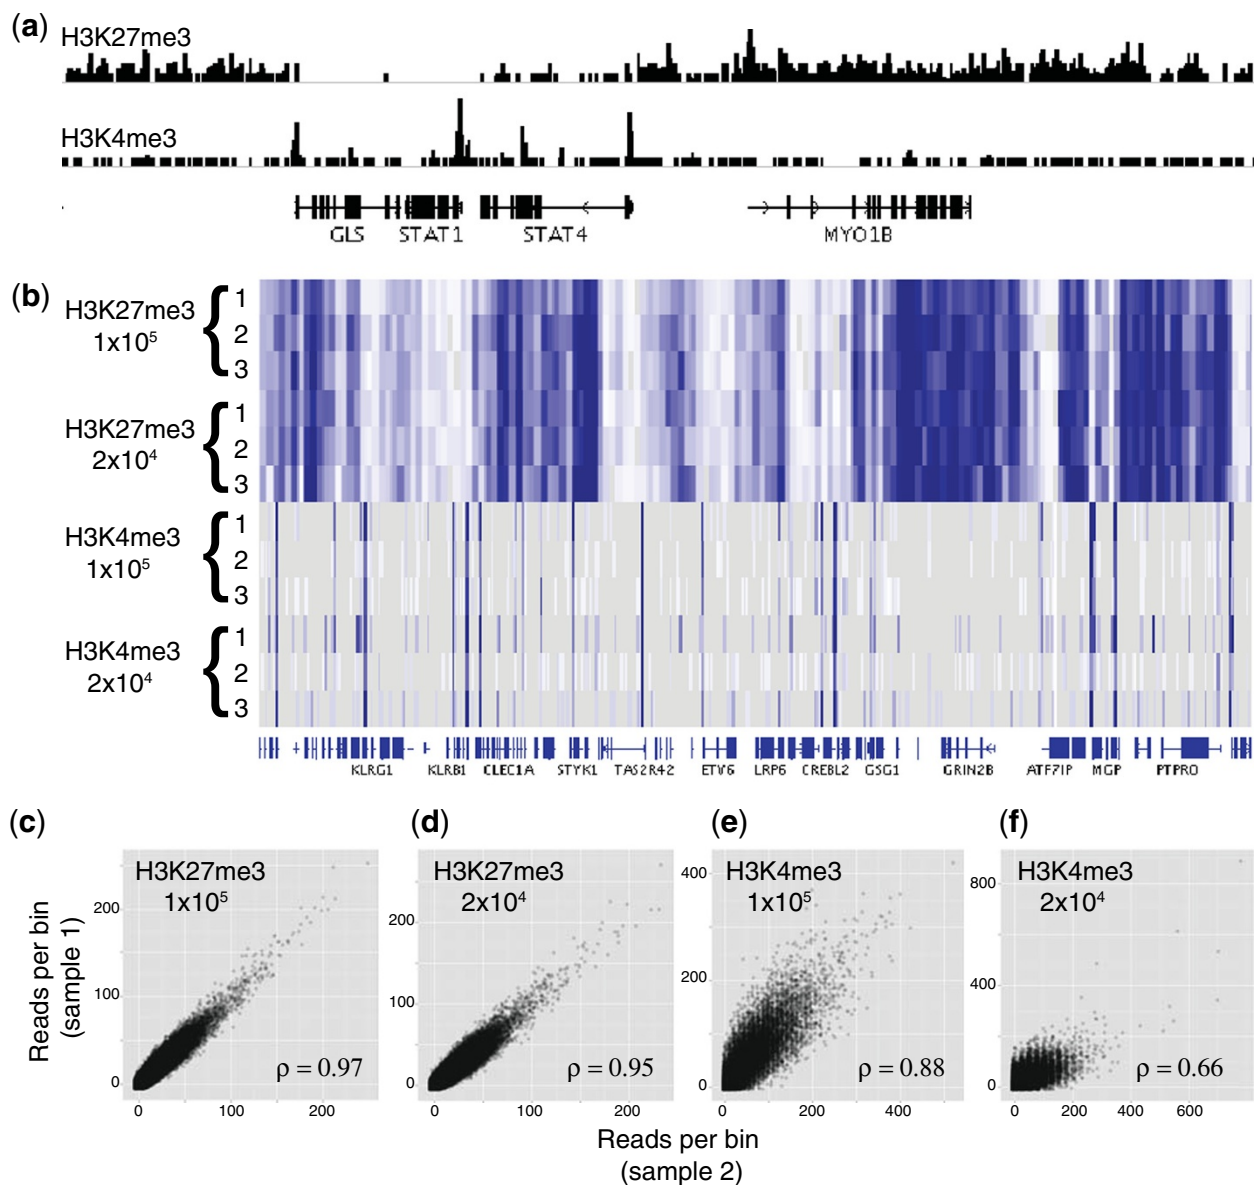 (a)
H3K27me3
H3K4me3
GLS STAT1 STAT4 MYO1B
(b)
H3K27me3
1x10⁵
1
2
3
H3K27me3
2x10⁴
1
2
3
H3K4me3
1x10⁵
1
2
3
H3K4me3
2x10⁴
1
2
3
KLRG1 KLRB1 CLEC1A STYK1 TAS2R42 ETV6 LRP6 CREBL2 GSG1 GRIN2B ATF7IP MGP PTPRO
(c)
H3K27me3
1x10⁵
200
100
0
ρ = 0.97
0 100 200
(d)
H3K27me3
2x10⁴
200
100
0
ρ = 0.95
0 100 200
(e)
H3K4me3
1x10⁵
400
200
0
ρ = 0.88
0 200 400
(f)
H3K4me3
2x10⁴
800
400
0
ρ = 0.66
0 200 400 600
Reads per bin
(sample 1)
Reads per bin
(sample 2)